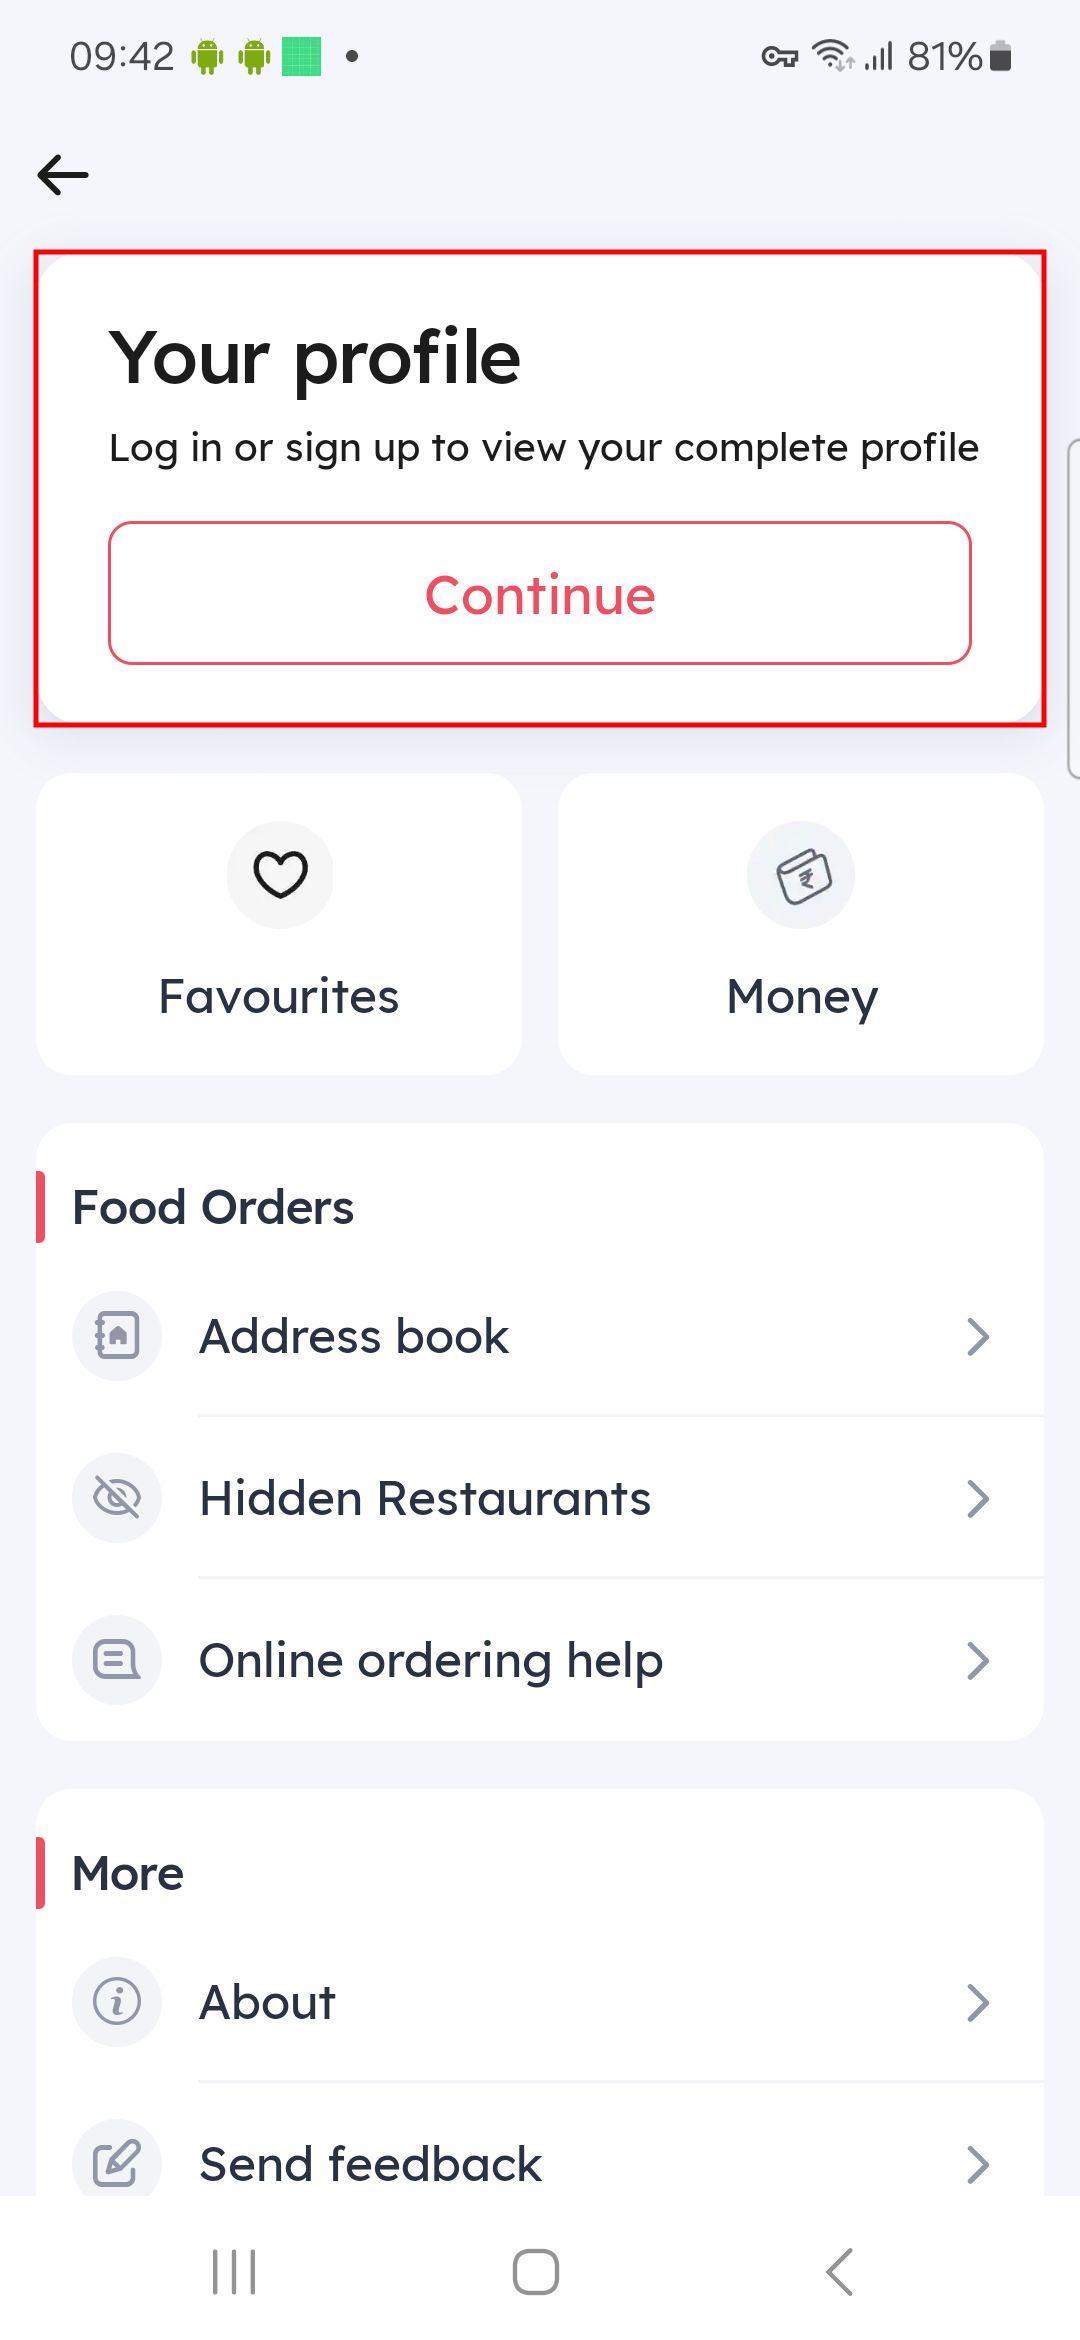 09:42
81%
Your profile
Log in or sign up to view your complete profile
Continue
Favourites
Money
Food Orders
Address book
Hidden Restaurants
Online ordering help
More
About
Send feedback